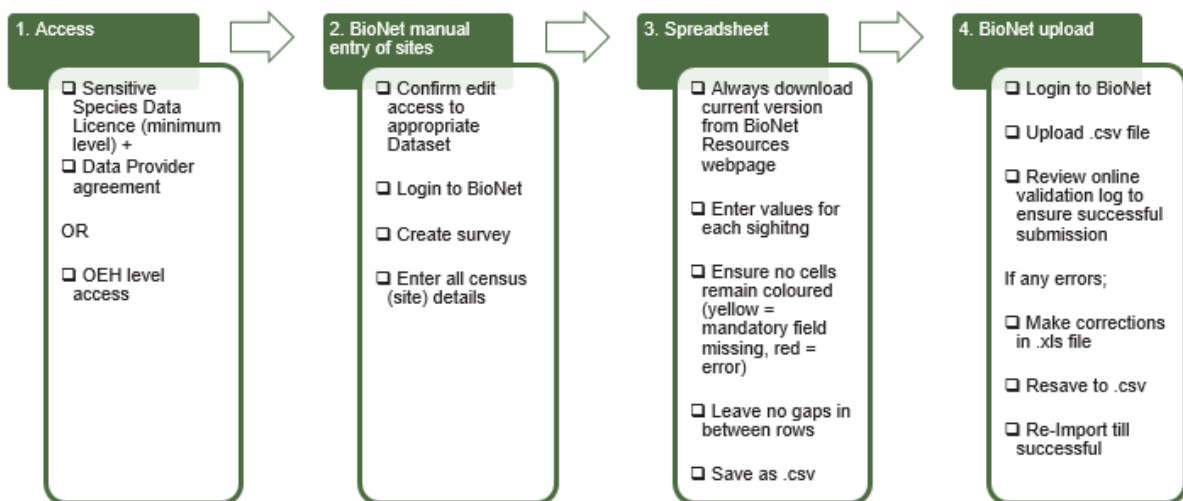 1. Access
❑ Sensitive
Species Data
Licence (minimum
level) +
❑ Data Provider
agreement
OR
❑ OEH level
access
2. BioNet manual
entry of sites
❑ Confirm edit
access to
appropriate
Dataset
❑ Login to BioNet
❑ Create survey
❑ Enter all census
(site) details
3. Spreadsheet
❑ Always download
current version
from BioNet
Resources
webpage
❑ Enter values for
each sighitng
❑ Ensure no cells
remain coloured
(yellow =
mandatory field
missing, red =
error)
❑ Leave no gaps in
between rows
❑ Save as .csv
4. BioNet upload
❑ Login to BioNet
❑ Upload .csv file
❑ Review online
validation log to
ensure successful
submission
If any errors;
❑ Make corrections
in .xls file
❑ Resave to .csv
❑ Re-Import till
successful